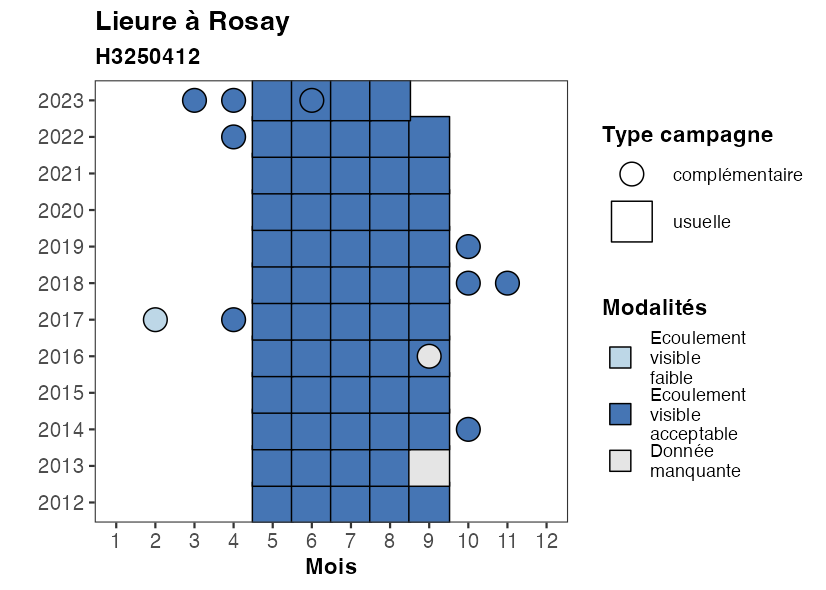 Lieure à Rosay
H3250412
2023
2022
2021
2020
2019
2018
2017
2016
2015
2014
2013
2012
1 2 3 4 5 6 7 8 9 10 11 12
Mois
Type campagne
complémentaire
usuelle
Modalités
Ecoulement
visible
faible
Ecoulement
visible
acceptable
Donnée
manquante